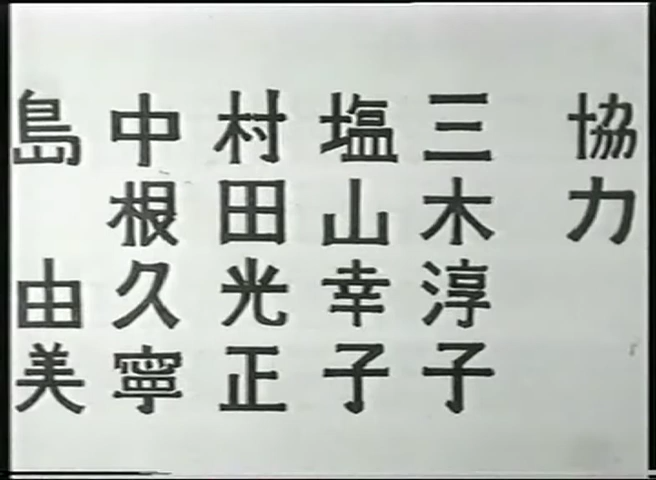 協力
三木淳子
塩山幸子
村田光正
中根久寧
島由美